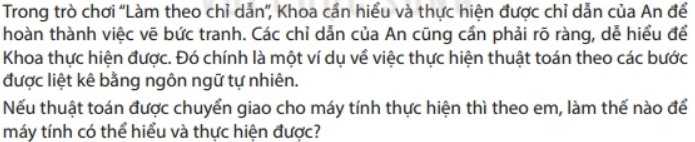 Trong trò chơi “Làm theo chỉ dẫn”, Khoa cần hiểu và thực hiện được chỉ dẫn của An để
hoàn thành việc vẽ bức tranh. Các chỉ dẫn của An cũng cần phải rõ ràng, dễ hiểu để
Khoa thực hiện được. Đó chính là một ví dụ về việc thực hiện thuật toán theo các bước
được liệt kê bằng ngôn ngữ tự nhiên.
Nếu thuật toán được chuyển giao cho máy tính thực hiện thì theo em, làm thế nào để
máy tính có thể hiểu và thực hiện được?